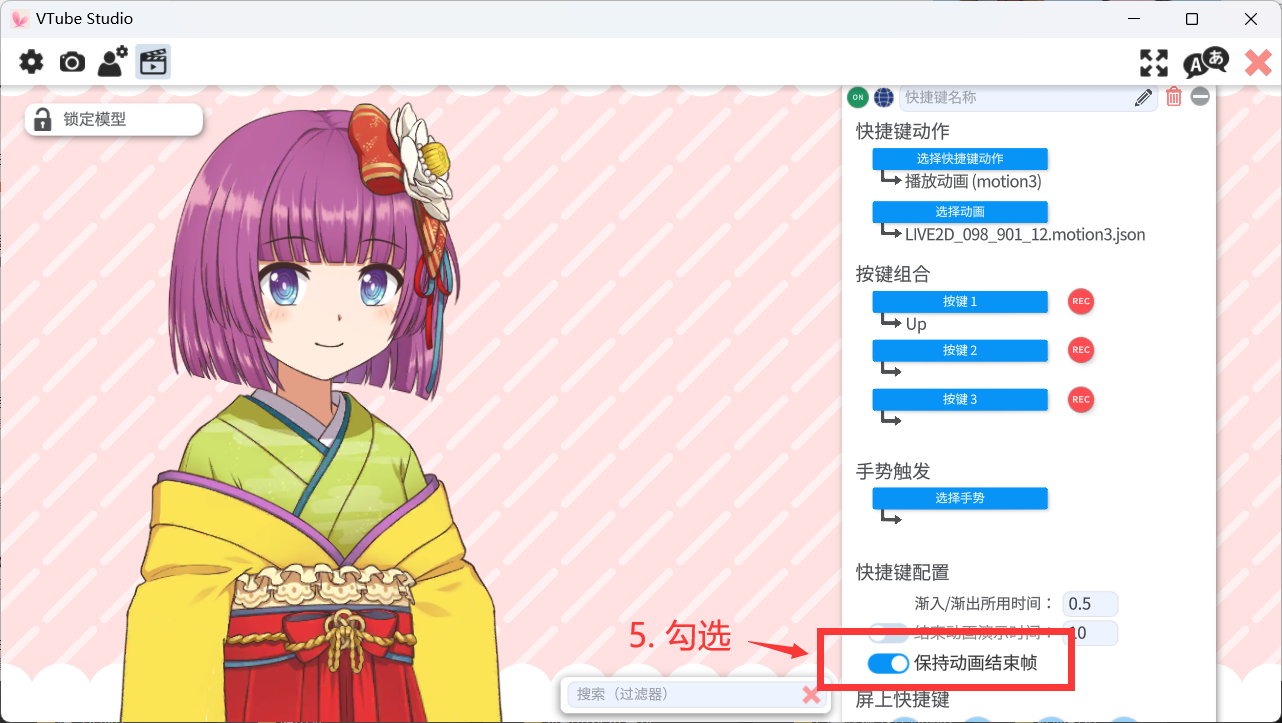 VTube Studio
锁定模型
ON
快捷键名称
快捷键动作
选择快捷键动作
播放动画 (motion3)
选择动画
LIVE2D_098_901_12.motion3.json
按键组合
按键 1
REC
Up
按键 2
REC
按键 3
REC
手势触发
选择手势
快捷键配置
渐入/渐出所用时间： 0.5
结束动画演示时间： 10
5. 勾选
保持动画结束帧
搜索（过滤器）
屏上快捷键